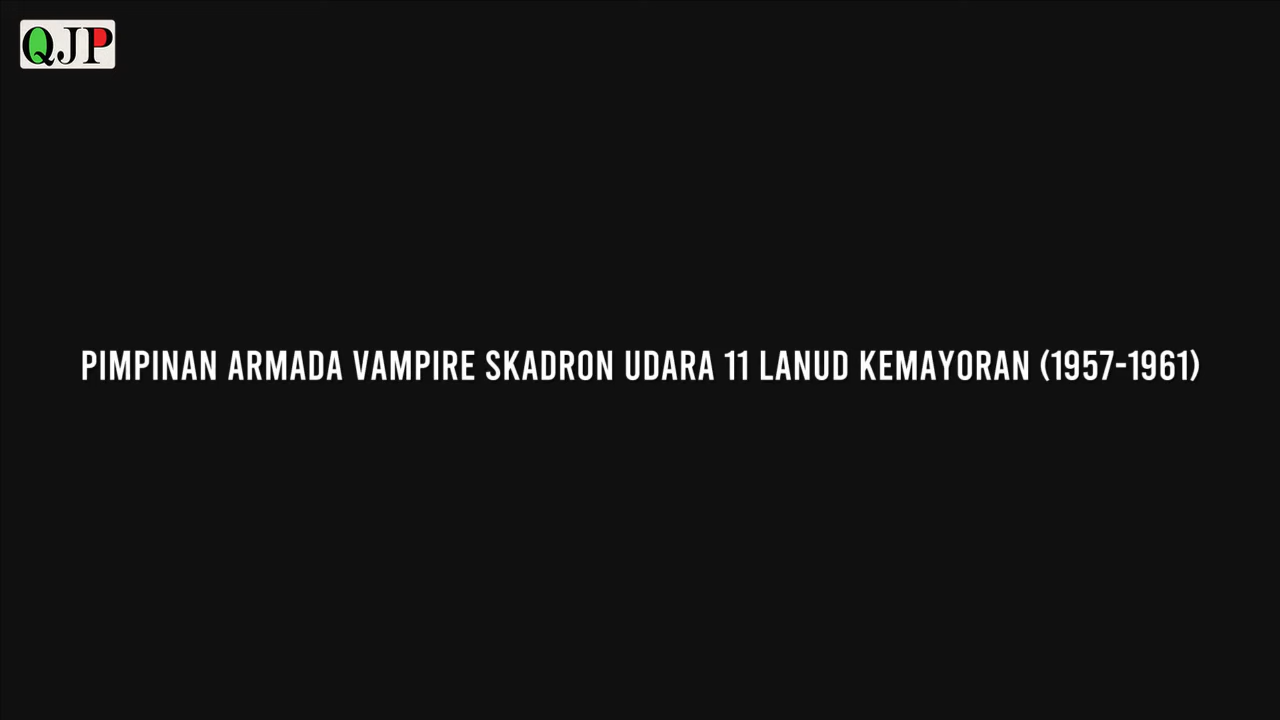 QJP
PIMPINAN ARMADA VAMPIRE SKADRON UDARA 11 LANUD KEMAYORAN (1957-1961)